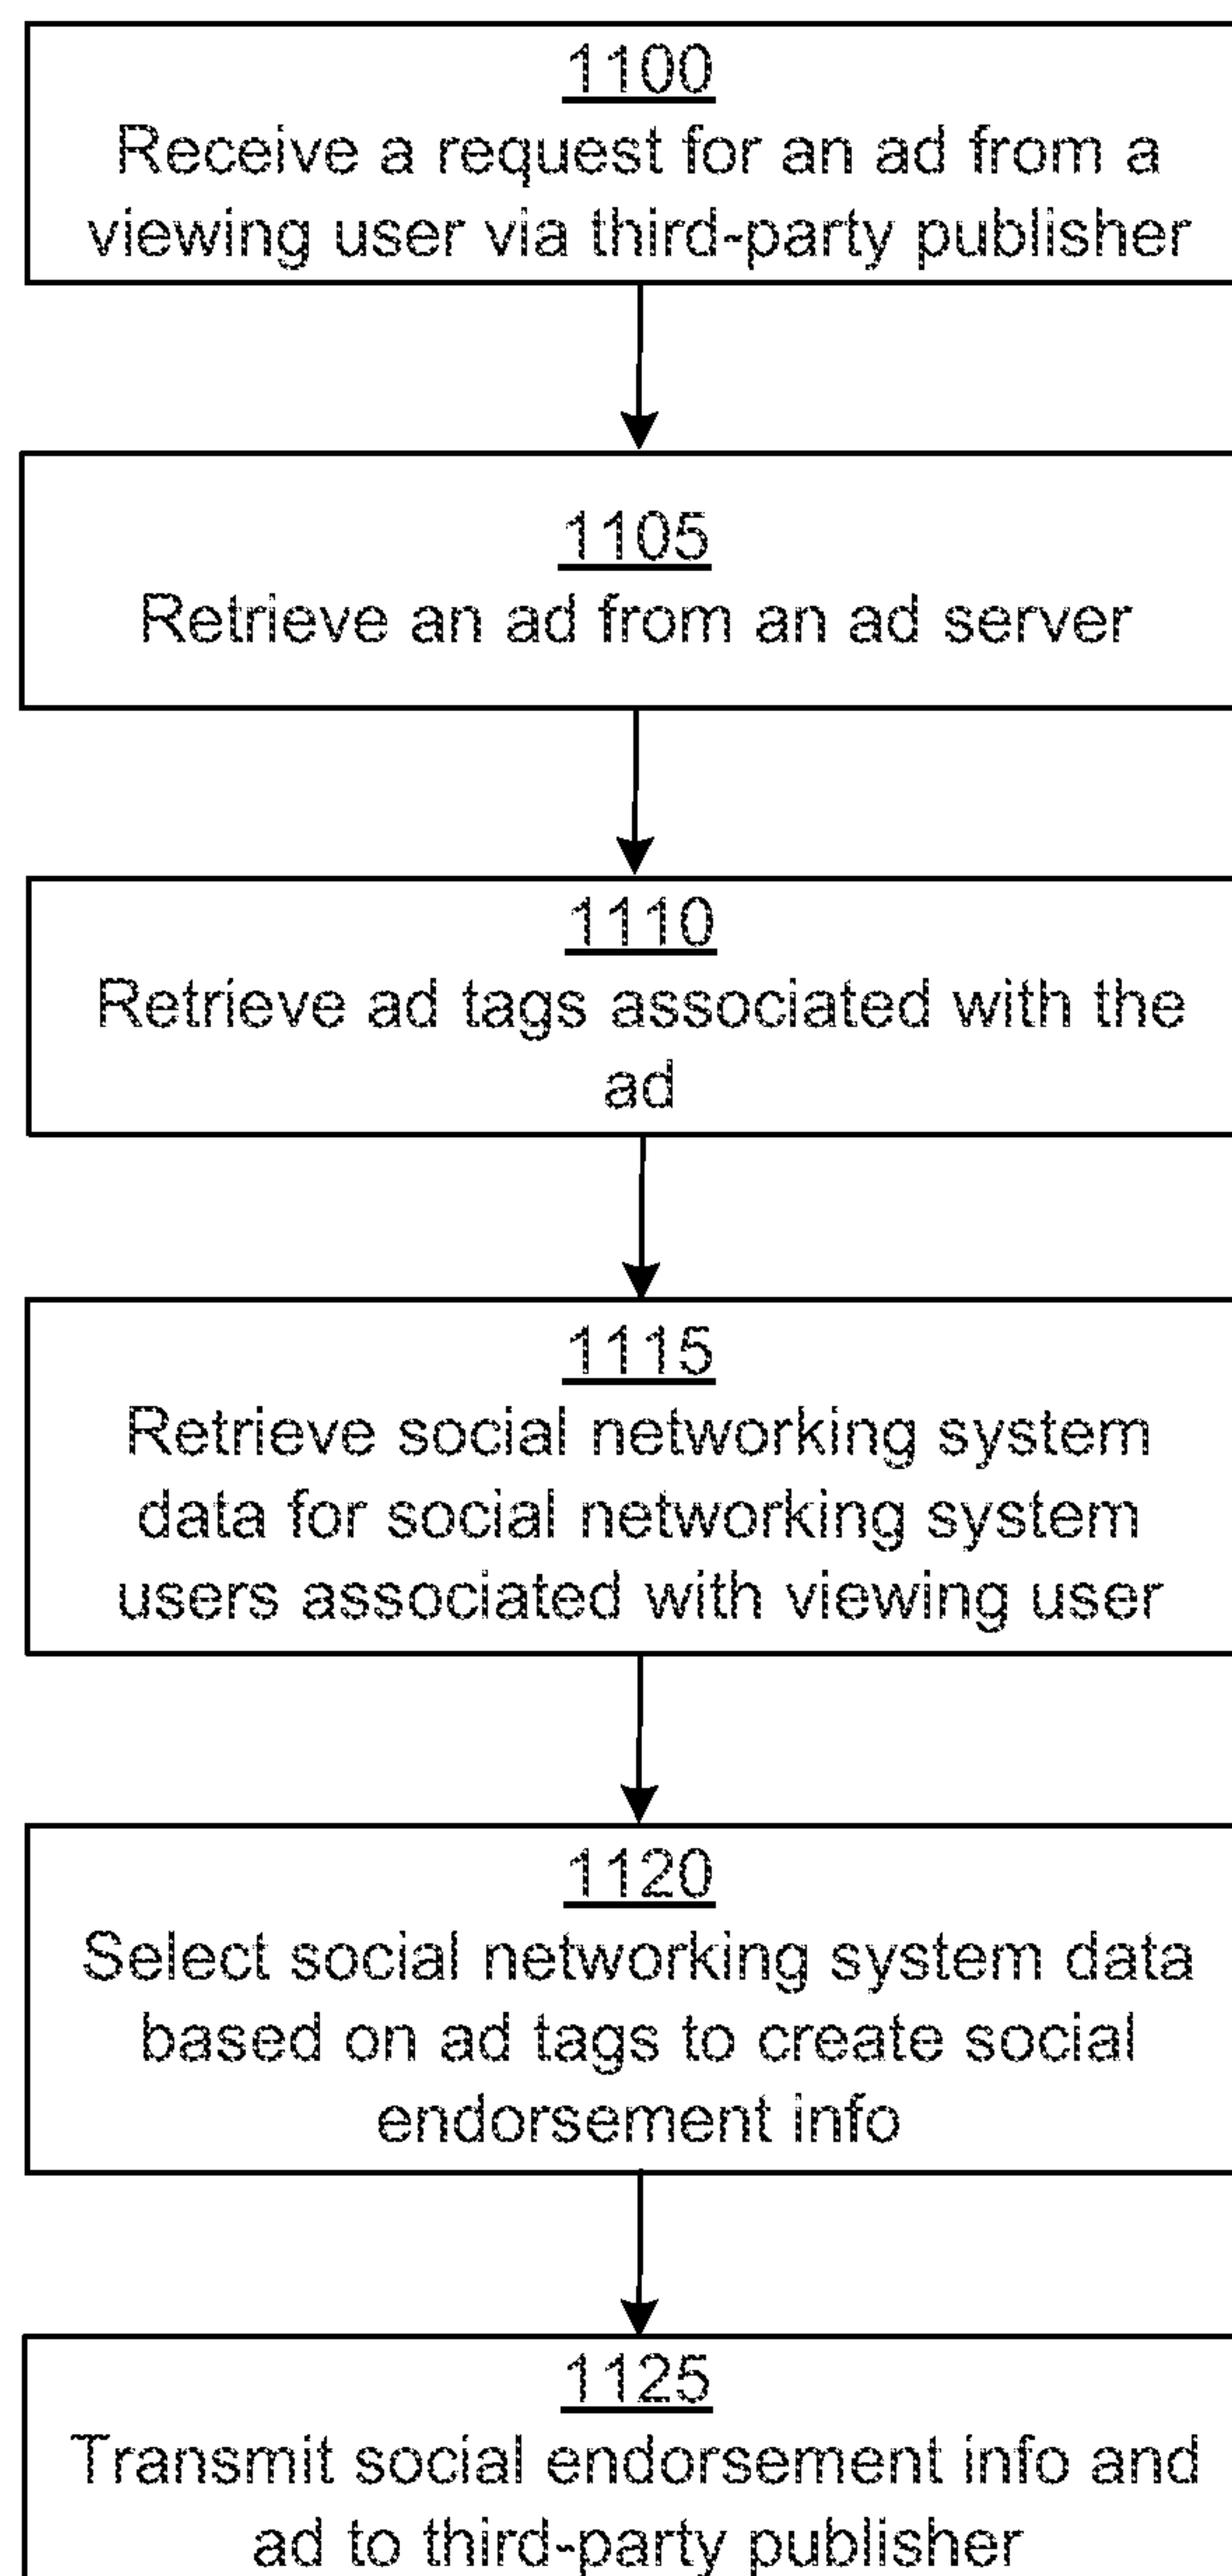 1100
Receive a request for an ad from a
viewing user via third-party publisher
1105
Retrieve an ad from an ad server
1110
Retrieve ad tags associated with the
ad
1115
Retrieve social networking system
data for social networking system
users associated with viewing user
1120
Select social networking system data
based on ad tags to create social
endorsement info
1125
Transmit social endorsement info and
ad to third-party publisher